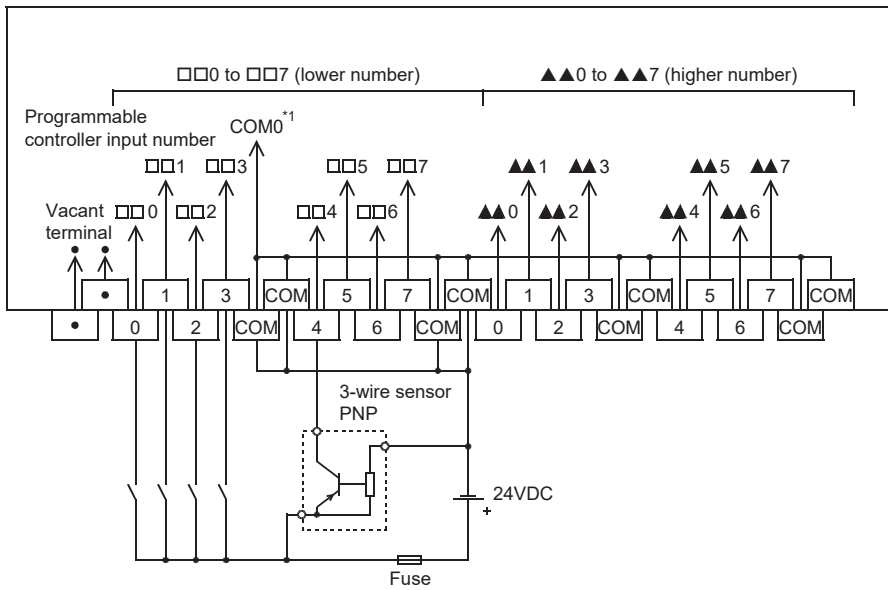 □□0 to □□7 (lower number) ▲▲0 to ▲▲7 (higher number)
Programmable
controller input number
COM0*1
□□1 □□3 □□5 □□7 ▲▲1 ▲▲3 ▲▲5 ▲▲7
Vacant
terminal
□□0 □□2 □□4 □□6 ▲▲0 ▲▲2 ▲▲4 ▲▲6
• 1 3 COM 5 7 COM 1 3 COM 5 7 COM
• 0 2 COM 4 6 COM 0 2 COM 4 6 COM
3-wire sensor
PNP
24VDC
+
Fuse